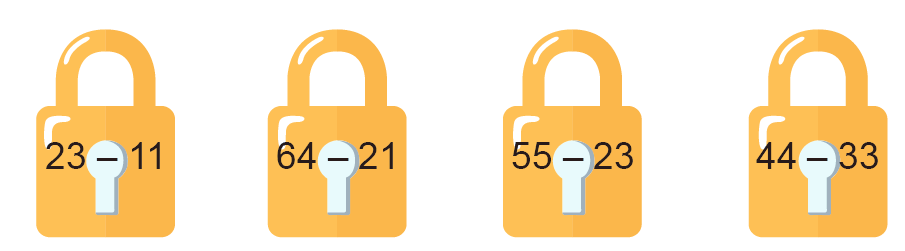 23 – 11
64 – 21
55 – 23
44 – 33